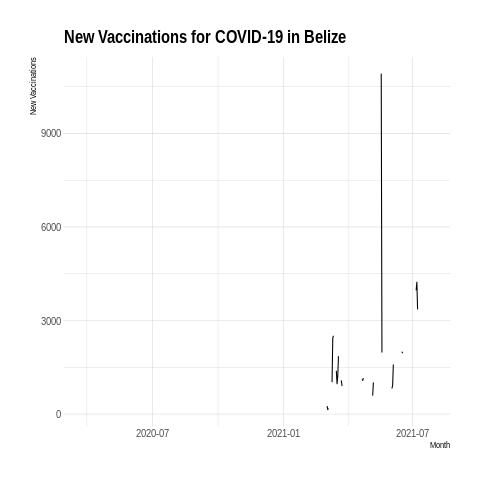 New Vaccinations for COVID-19 in Belize
New Vaccinations
9000
6000
3000
0
2020-07
2021-01
2021-07
Month